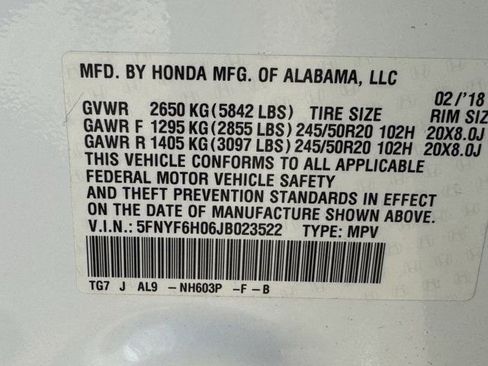 MFD. BY HONDA MFG. OF ALABAMA, LLC
02/'18
GVWR 2650 KG(5842 LBS) TIRE SIZE RIM SIZ
GAWR F 1295 KG(2855 LBS)245/50R20 102H 20X8.0J
GAWR R 1405 KG(3097 LBS)245/50R20 102H 20X8.0J
THIS VEHICLE CONFORMS TO ALL APPLICABLE
FEDERAL MOTOR VEHICLE SAFETY
AND THEFT PREVENTION STANDARDS IN EFFECT
ON THE DATE OF MANUFACTURE SHOWN ABOVE.
V.I.N.: 5FNYF6H06JB023522 TYPE: MPV
TG7 J AL9 -NH603P -F-B